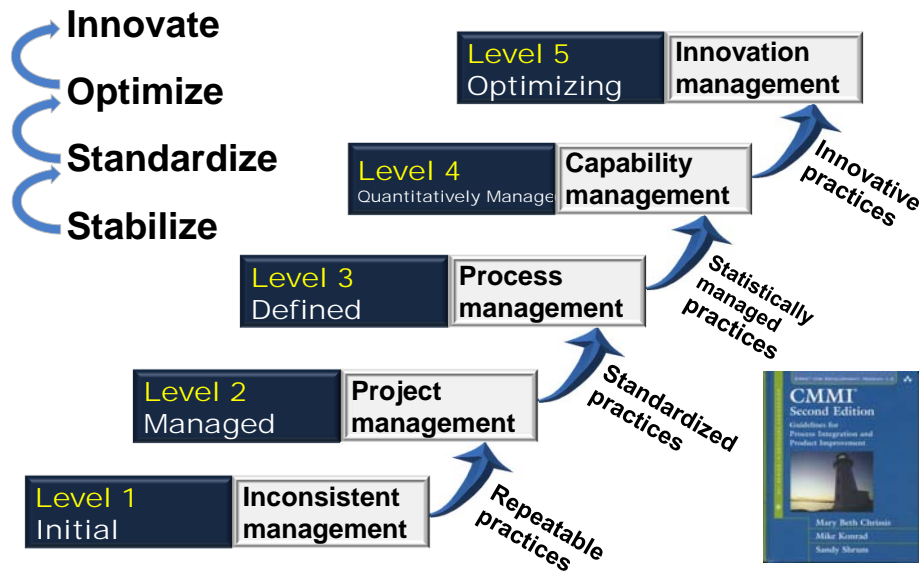 Innovate
Optimize
Standardize
Stabilize
Level 5
Optimizing
Innovation
management
Innovative
practices
Level 4
Quantitatively Manage
Capability
management
Statistically
managed
practices
Level 3
Defined
Process
management
Standardized
practices
Level 2
Managed
Project
management
Repeatable
practices
Level 1
Initial
Inconsistent
management
CMMI
Second Edition
Guidelines for
Process Integration and
Product Improvement
Mary Beth Chrissis
Mike Konrad
Sandy Shrum